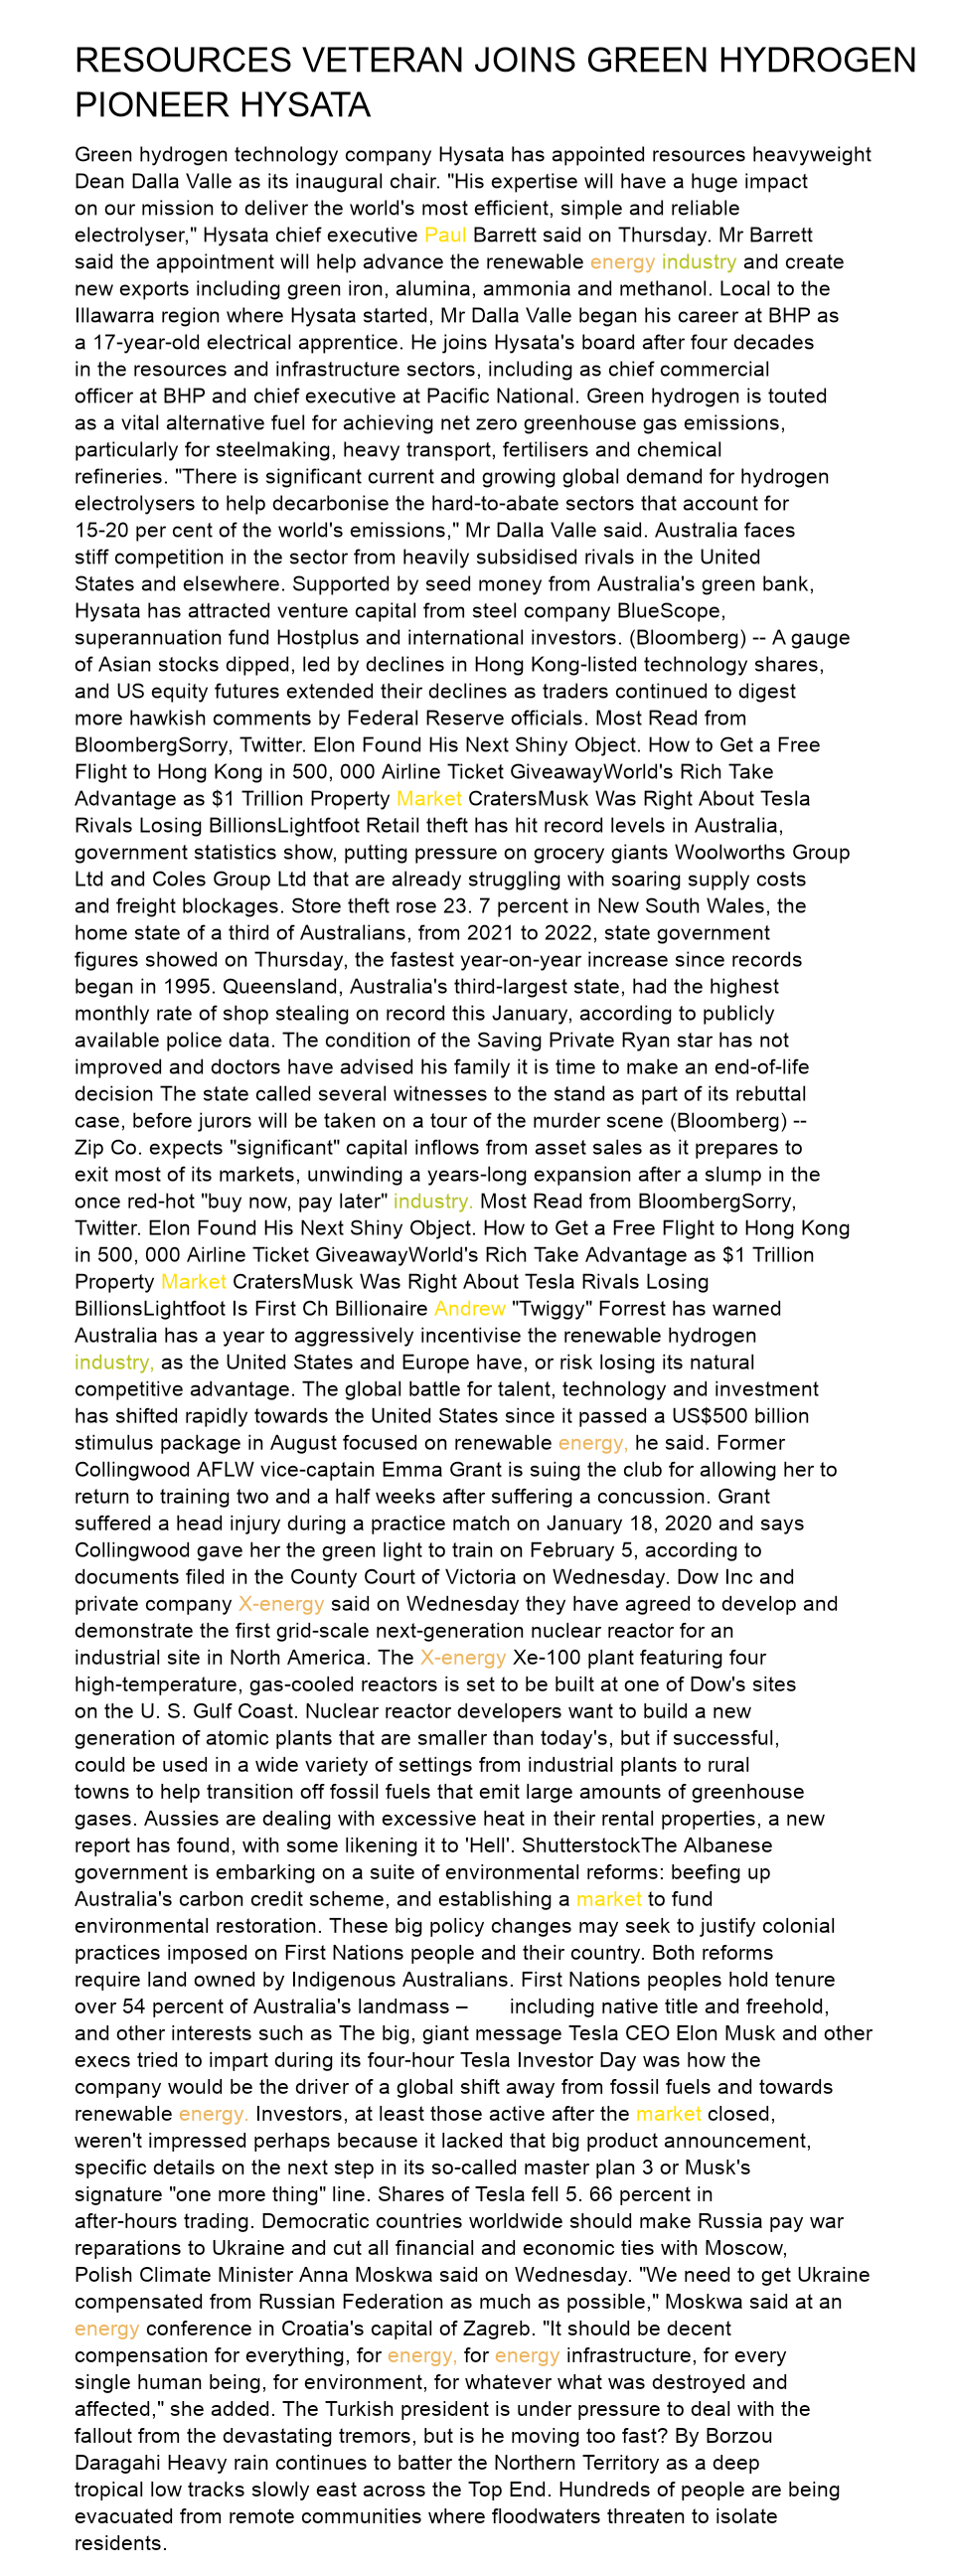 RESOURCES VETERAN JOINS GREEN HYDROGEN
PIONEER HYSATA
Green hydrogen technology company Hysata has appointed resources heavyweight
Dean Dalla Valle as its inaugural chair. "His expertise will have a huge impact
on our mission to deliver the world's most efficient, simple and reliable
electrolyser," Hysata chief executive Paul Barrett said on Thursday. Mr Barrett
said the appointment will help advance the renewable energy industry and create
new exports including green iron, alumina, ammonia and methanol. Local to the
Illawarra region where Hysata started, Mr Dalla Valle began his career at BHP as
a 17-year-old electrical apprentice. He joins Hysata's board after four decades
in the resources and infrastructure sectors, including as chief commercial
officer at BHP and chief executive at Pacific National. Green hydrogen is touted
as a vital alternative fuel for achieving net zero greenhouse gas emissions,
particularly for steelmaking, heavy transport, fertilisers and chemical
refineries. "There is significant current and growing global demand for hydrogen
electrolysers to help decarbonise the hard-to-abate sectors that account for
15-20 per cent of the world's emissions," Mr Dalla Valle said. Australia faces
stiff competition in the sector from heavily subsidised rivals in the United
States and elsewhere. Supported by seed money from Australia's green bank,
Hysata has attracted venture capital from steel company BlueScope,
superannuation fund Hostplus and international investors. (Bloomberg) -- A gauge
of Asian stocks dipped, led by declines in Hong Kong-listed technology shares,
and US equity futures extended their declines as traders continued to digest
more hawkish comments by Federal Reserve officials. Most Read from
BloombergSorry, Twitter. Elon Found His Next Shiny Object. How to Get a Free
Flight to Hong Kong in 500, 000 Airline Ticket GiveawayWorld's Rich Take
Advantage as $1 Trillion Property Market CratersMusk Was Right About Tesla
Rivals Losing BillionsLightfoot Retail theft has hit record levels in Australia,
government statistics show, putting pressure on grocery giants Woolworths Group
Ltd and Coles Group Ltd that are already struggling with soaring supply costs
and freight blockages. Store theft rose 23. 7 percent in New South Wales, the
home state of a third of Australians, from 2021 to 2022, state government
figures showed on Thursday, the fastest year-on-year increase since records
began in 1995. Queensland, Australia's third-largest state, had the highest
monthly rate of shop stealing on record this January, according to publicly
available police data. The condition of the Saving Private Ryan star has not
improved and doctors have advised his family it is time to make an end-of-life
decision The state called several witnesses to the stand as part of its rebuttal
case, before jurors will be taken on a tour of the murder scene (Bloomberg) --
Zip Co. expects "significant" capital inflows from asset sales as it prepares to
exit most of its markets, unwinding a years-long expansion after a slump in the
once red-hot "buy now, pay later" industry. Most Read from BloombergSorry,
Twitter. Elon Found His Next Shiny Object. How to Get a Free Flight to Hong Kong
in 500, 000 Airline Ticket GiveawayWorld's Rich Take Advantage as $1 Trillion
Property Market CratersMusk Was Right About Tesla Rivals Losing
BillionsLightfoot Is First Ch Billionaire Andrew "Twiggy" Forrest has warned
Australia has a year to aggressively incentivise the renewable hydrogen
industry, as the United States and Europe have, or risk losing its natural
competitive advantage. The global battle for talent, technology and investment
has shifted rapidly towards the United States since it passed a US$500 billion
stimulus package in August focused on renewable energy, he said. Former
Collingwood AFLW vice-captain Emma Grant is suing the club for allowing her to
return to training two and a half weeks after suffering a concussion. Grant
suffered a head injury during a practice match on January 18, 2020 and says
Collingwood gave her the green light to train on February 5, according to
documents filed in the County Court of Victoria on Wednesday. Dow Inc and
private company X-energy said on Wednesday they have agreed to develop and
demonstrate the first grid-scale next-generation nuclear reactor for an
industrial site in North America. The X-energy Xe-100 plant featuring four
high-temperature, gas-cooled reactors is set to be built at one of Dow's sites
on the U. S. Gulf Coast. Nuclear reactor developers want to build a new
generation of atomic plants that are smaller than today's, but if successful,
could be used in a wide variety of settings from industrial plants to rural
towns to help transition off fossil fuels that emit large amounts of greenhouse
gases. Aussies are dealing with excessive heat in their rental properties, a new
report has found, with some likening it to 'Hell'. ShutterstockThe Albanese
government is embarking on a suite of environmental reforms: beefing up
Australia's carbon credit scheme, and establishing a market to fund
environmental restoration. These big policy changes may seek to justify colonial
practices imposed on First Nations people and their country. Both reforms
require land owned by Indigenous Australians. First Nations peoples hold tenure
over 54 percent of Australia's landmass – including native title and freehold,
and other interests such as The big, giant message Tesla CEO Elon Musk and other
execs tried to impart during its four-hour Tesla Investor Day was how the
company would be the driver of a global shift away from fossil fuels and towards
renewable energy. Investors, at least those active after the market closed,
weren't impressed perhaps because it lacked that big product announcement,
specific details on the next step in its so-called master plan 3 or Musk's
signature "one more thing" line. Shares of Tesla fell 5. 66 percent in
after-hours trading. Democratic countries worldwide should make Russia pay war
reparations to Ukraine and cut all financial and economic ties with Moscow,
Polish Climate Minister Anna Moskwa said on Wednesday. "We need to get Ukraine
compensated from Russian Federation as much as possible," Moskwa said at an
energy conference in Croatia's capital of Zagreb. "It should be decent
compensation for everything, for energy, for energy infrastructure, for every
single human being, for environment, for whatever what was destroyed and
affected," she added. The Turkish president is under pressure to deal with the
fallout from the devastating tremors, but is he moving too fast? By Borzou
Daragahi Heavy rain continues to batter the Northern Territory as a deep
tropical low tracks slowly east across the Top End. Hundreds of people are being
evacuated from remote communities where floodwaters threaten to isolate
residents.